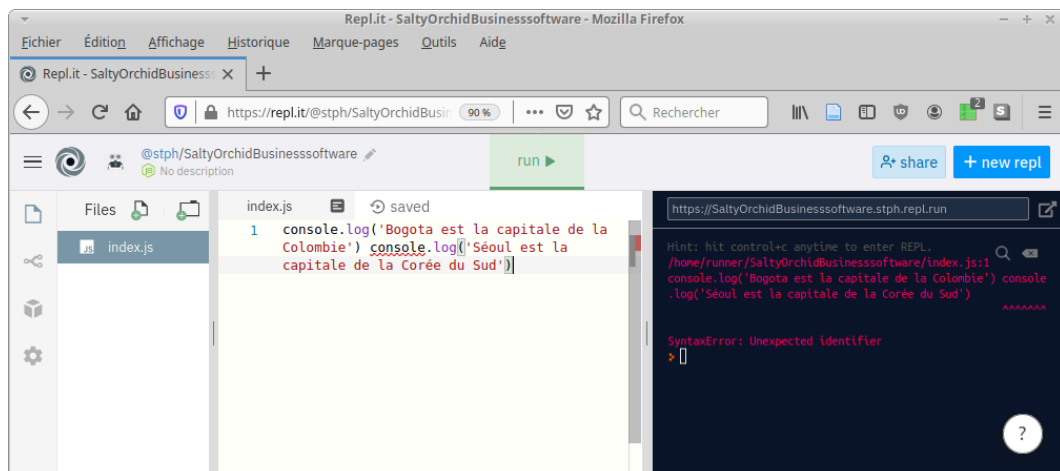 Repl.it - SaltyOrchidBusinesssoftware - Mozilla Firefox
Fichier Édition Affichage Historique Marque-pages Outils Aide
Repl.it - SaltyOrchidBusiness
https://repl.it/@stph/SaltyOrchidBusin 90 % Rechercher 2
@stph/SaltyOrchidBusinesssoftware
No description
run
share
+ new repl
Files
index.js
index.js
saved
1 console.log('Bogota est la capitale de la
Colombie') console.log('Séoul est la
capitale de la Corée du Sud')
https://SaltyOrchidBusinesssoftware.stph.repl.run
Hint: hit control+c anytime to enter REPL.
/home/runner/SaltyOrchidBusinesssoftware/index.js:1
console.log('Bogota est la capitale de la Colombie') console
.log('Séoul est la capitale de la Corée du Sud')
^^^^^^^
SyntaxError: Unexpected identifier
>
?